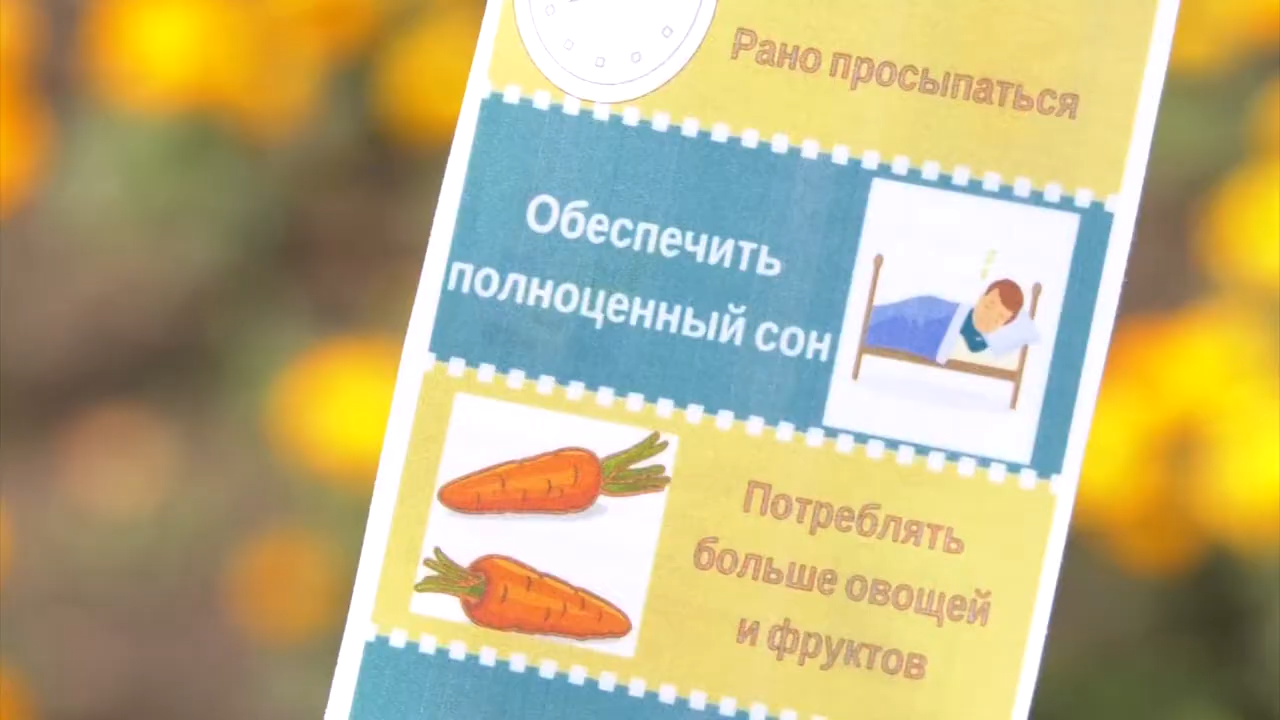 Рано просыпаться
Обеспечить
полноценный сон
Потреблять
больше овощей
и фруктов